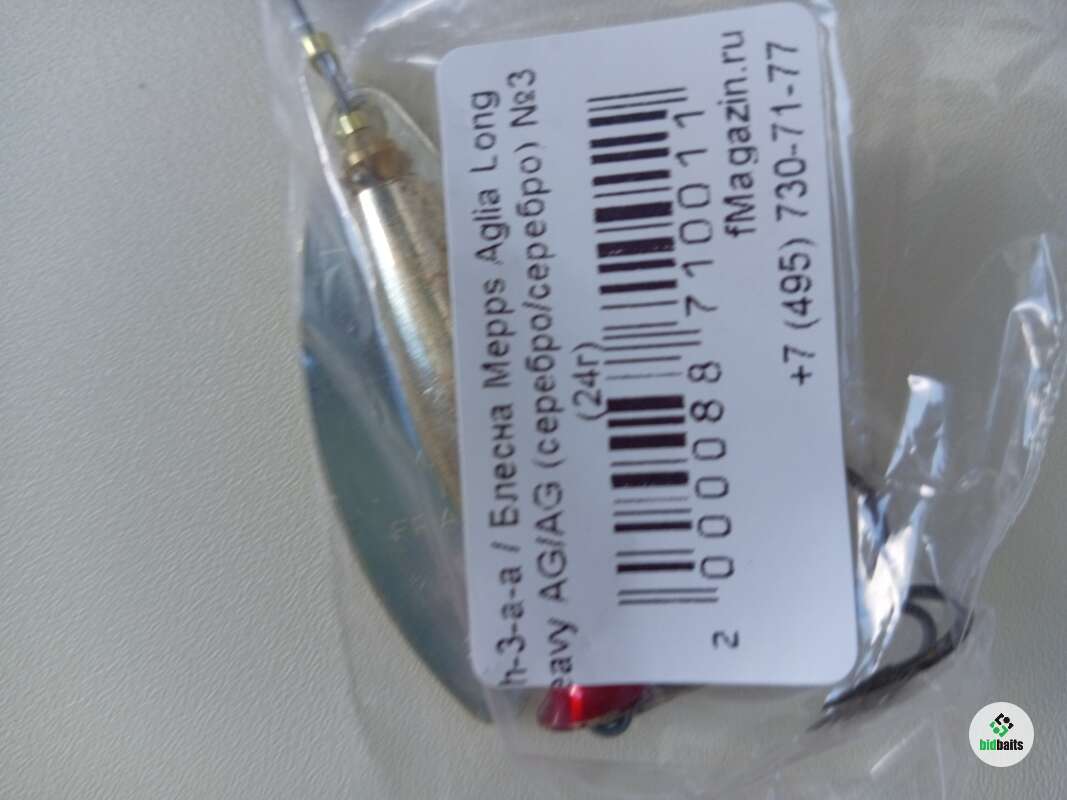 h-3-a-a / Блесна Mepps Aglia Long
eavy AG/AG (серебро/серебро) №3
(24г)
2 000088 710011
fMagazin.ru
+7 (495) 730-71-77
bidbaits